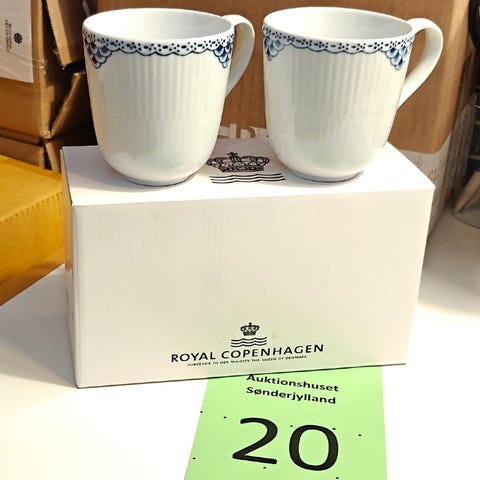 ROYAL COPENHAGEN
PURVEYOR TO HER MAJESTY THE QUEEN OF DENMARK
Auktionshuset
Sønderjylland
20